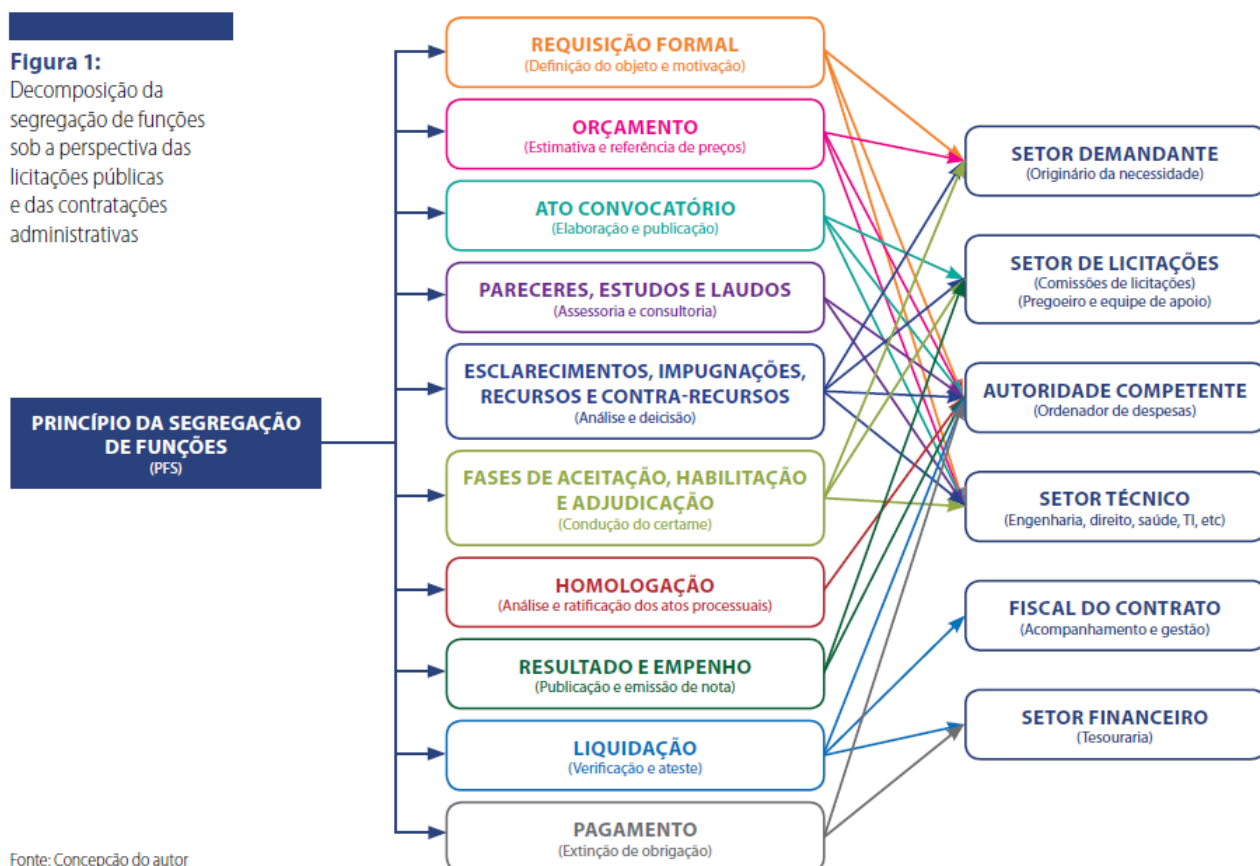 Figura 1:
Decomposição da
segregação de funções
sob a perspectiva das
licitações públicas
e das contratações
administrativas
PRINCÍPIO DA SEGREGAÇÃO
DE FUNÇÕES
(PFS)
REQUISIÇÃO FORMAL
(Definição do objeto e motivação)
ORÇAMENTO
(Estimativa e referência de preços)
ATO CONVOCATÓRIO
(Elaboração e publicação)
PARECERES, ESTUDOS E LAUDOS
(Assessoria e consultoria)
ESCLARECIMENTOS, IMPUGNAÇÕES,
RECURSOS E CONTRA-RECURSOS
(Análise e deicisão)
FASES DE ACEITAÇÃO, HABILITAÇÃO
E ADJUDICAÇÃO
(Condução do certame)
HOMOLOGAÇÃO
(Análise e ratificação dos atos processuais)
RESULTADO E EMPENHO
(Publicação e emissão de nota)
LIQUIDAÇÃO
(Verificação e ateste)
PAGAMENTO
(Extinção de obrigação)
SETOR DEMANDANTE
(Originário da necessidade)
SETOR DE LICITAÇÕES
(Comissões de licitações)
(Pregoeiro e equipe de apoio)
AUTORIDADE COMPETENTE
(Ordenador de despesas)
SETOR TÉCNICO
(Engenharia, direito, saúde, TI, etc)
FISCAL DO CONTRATO
(Acompanhamento e gestão)
SETOR FINANCEIRO
(Tesouraria)
Fonte: Concepção do autor